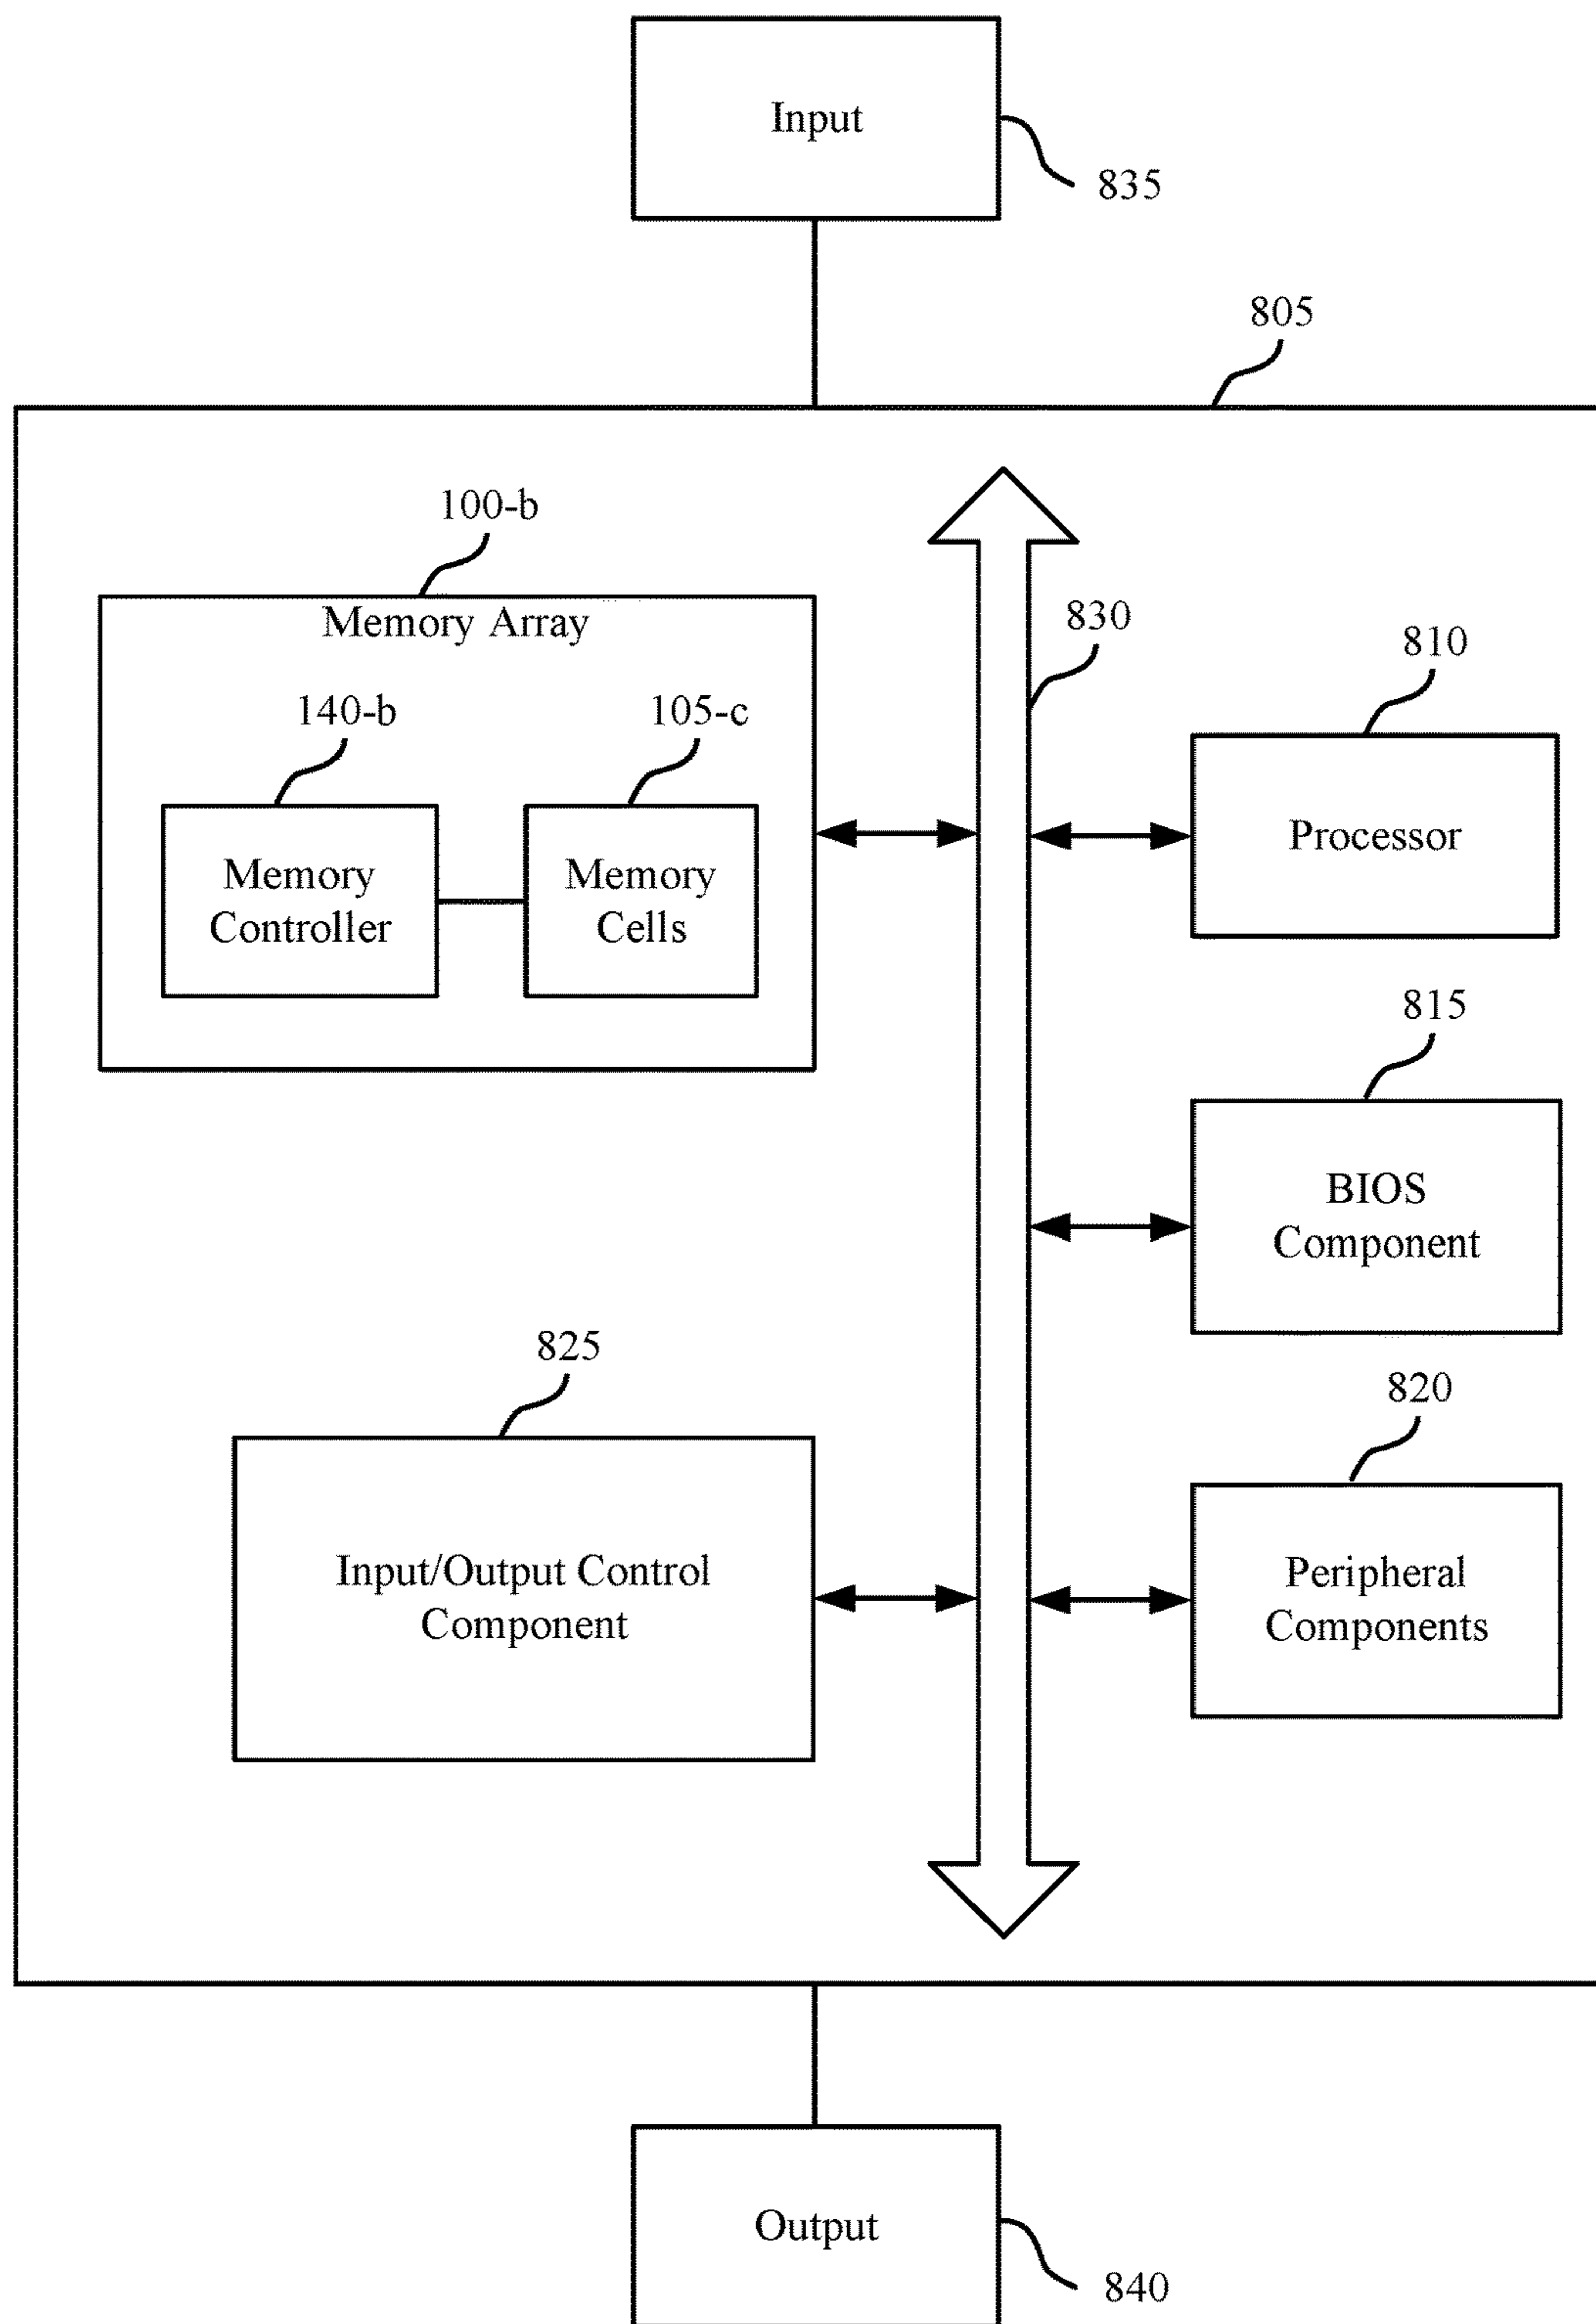 Input
835
805
100-b
Memory Array
830
810
140-b
105-c
Processor
Memory
Controller
Memory
Cells
815
BIOS
Component
825
820
Input/Output Control
Component
Peripheral
Components
Output
840